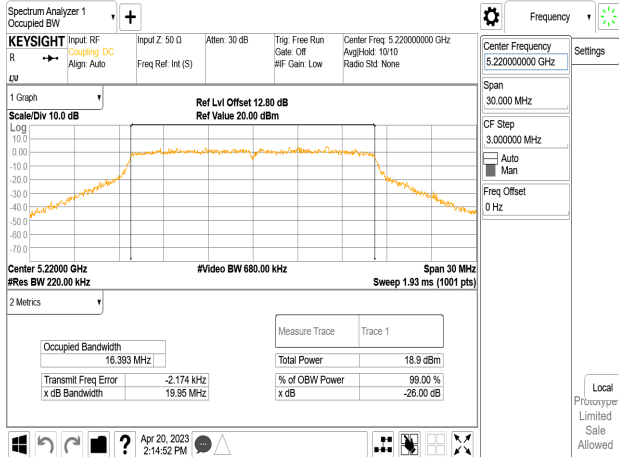 Spectrum Analyzer 1
Occupied BW
Frequency
KEYSIGHT
R
Input: RF
Coupling: DC
Align: Auto
Input Z: 50 Ω
Freq Ref: Int (S)
Atten: 30 dB
Trig: Free Run
Gate: Off
#IF Gain: Low
Center Freq: 5.220000000 GHz
Avg|Hold: 10/10
Radio Std: None
Center Frequency
5.220000000 GHz
Settings
Span
30.000 MHz
CF Step
3.000000 MHz
Auto
Man
Freq Offset
0 Hz
1 Graph
Scale/Div 10.0 dB
Ref Lvl Offset 12.80 dB
Ref Value 20.00 dBm
Log
10.0
0.00
-10.0
-20.0
-30.0
-40.0
-50.0
-60.0
-70.0
Center 5.22000 GHz
#Video BW 680.00 kHz
Span 30 MHz
#Res BW 220.00 kHz
Sweep 1.93 ms (1001 pts)
2 Metrics
Measure Trace
Trace 1
Occupied Bandwidth
16.393 MHz
Total Power
18.9 dBm
Transmit Freq Error
-2.174 kHz
% of OBW Power
99.00 %
x dB Bandwidth
19.95 MHz
x dB
-26.00 dB
Local
Prototype
Limited
Sale
Allowed
?
Apr 20, 2023
2:14:52 PM